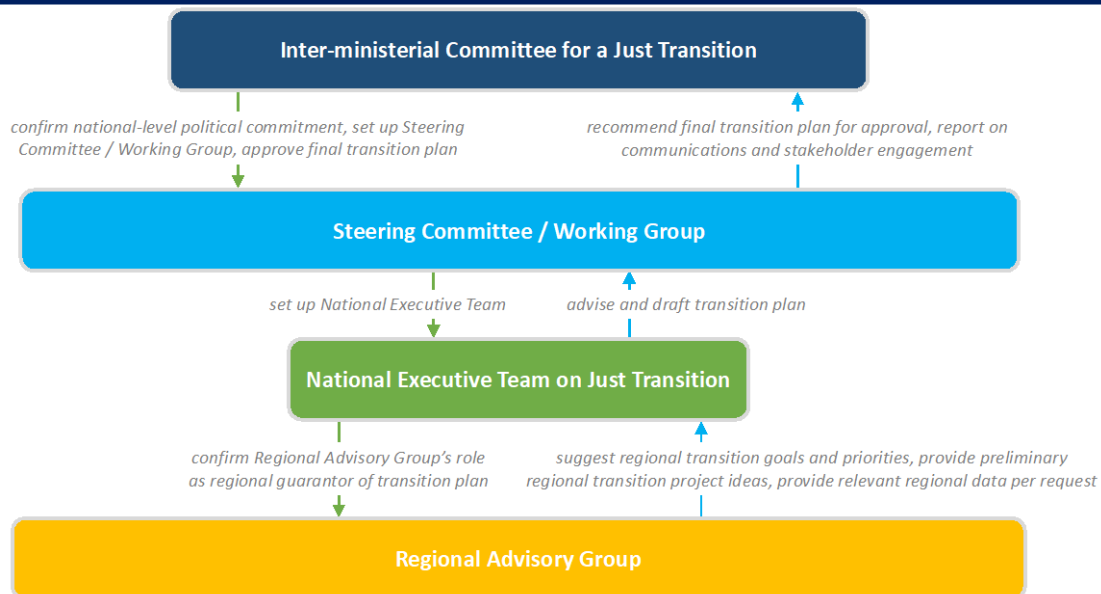 Inter-ministerial Committee for a Just Transition
confirm national-level political commitment, set up Steering
Committee / Working Group, approve final transition plan
recommend final transition plan for approval, report on
communications and stakeholder engagement
Steering Committee / Working Group
set up National Executive Team
advise and draft transition plan
National Executive Team on Just Transition
confirm Regional Advisory Group's role
as regional guarantor of transition plan
suggest regional transition goals and priorities, provide preliminary
regional transition project ideas, provide relevant regional data per request
Regional Advisory Group